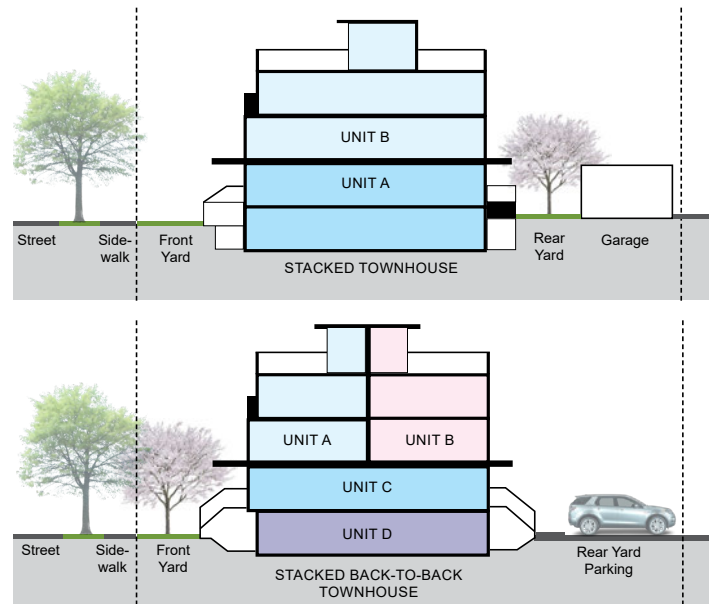 UNIT B
UNIT A
Street
Side-
walk
Front
Yard
Rear
Yard
Garage
STACKED TOWNHOUSE
UNIT A
UNIT B
UNIT C
UNIT D
Street
Side-
walk
Front
Yard
Rear Yard
Parking
STACKED BACK-TO-BACK
TOWNHOUSE